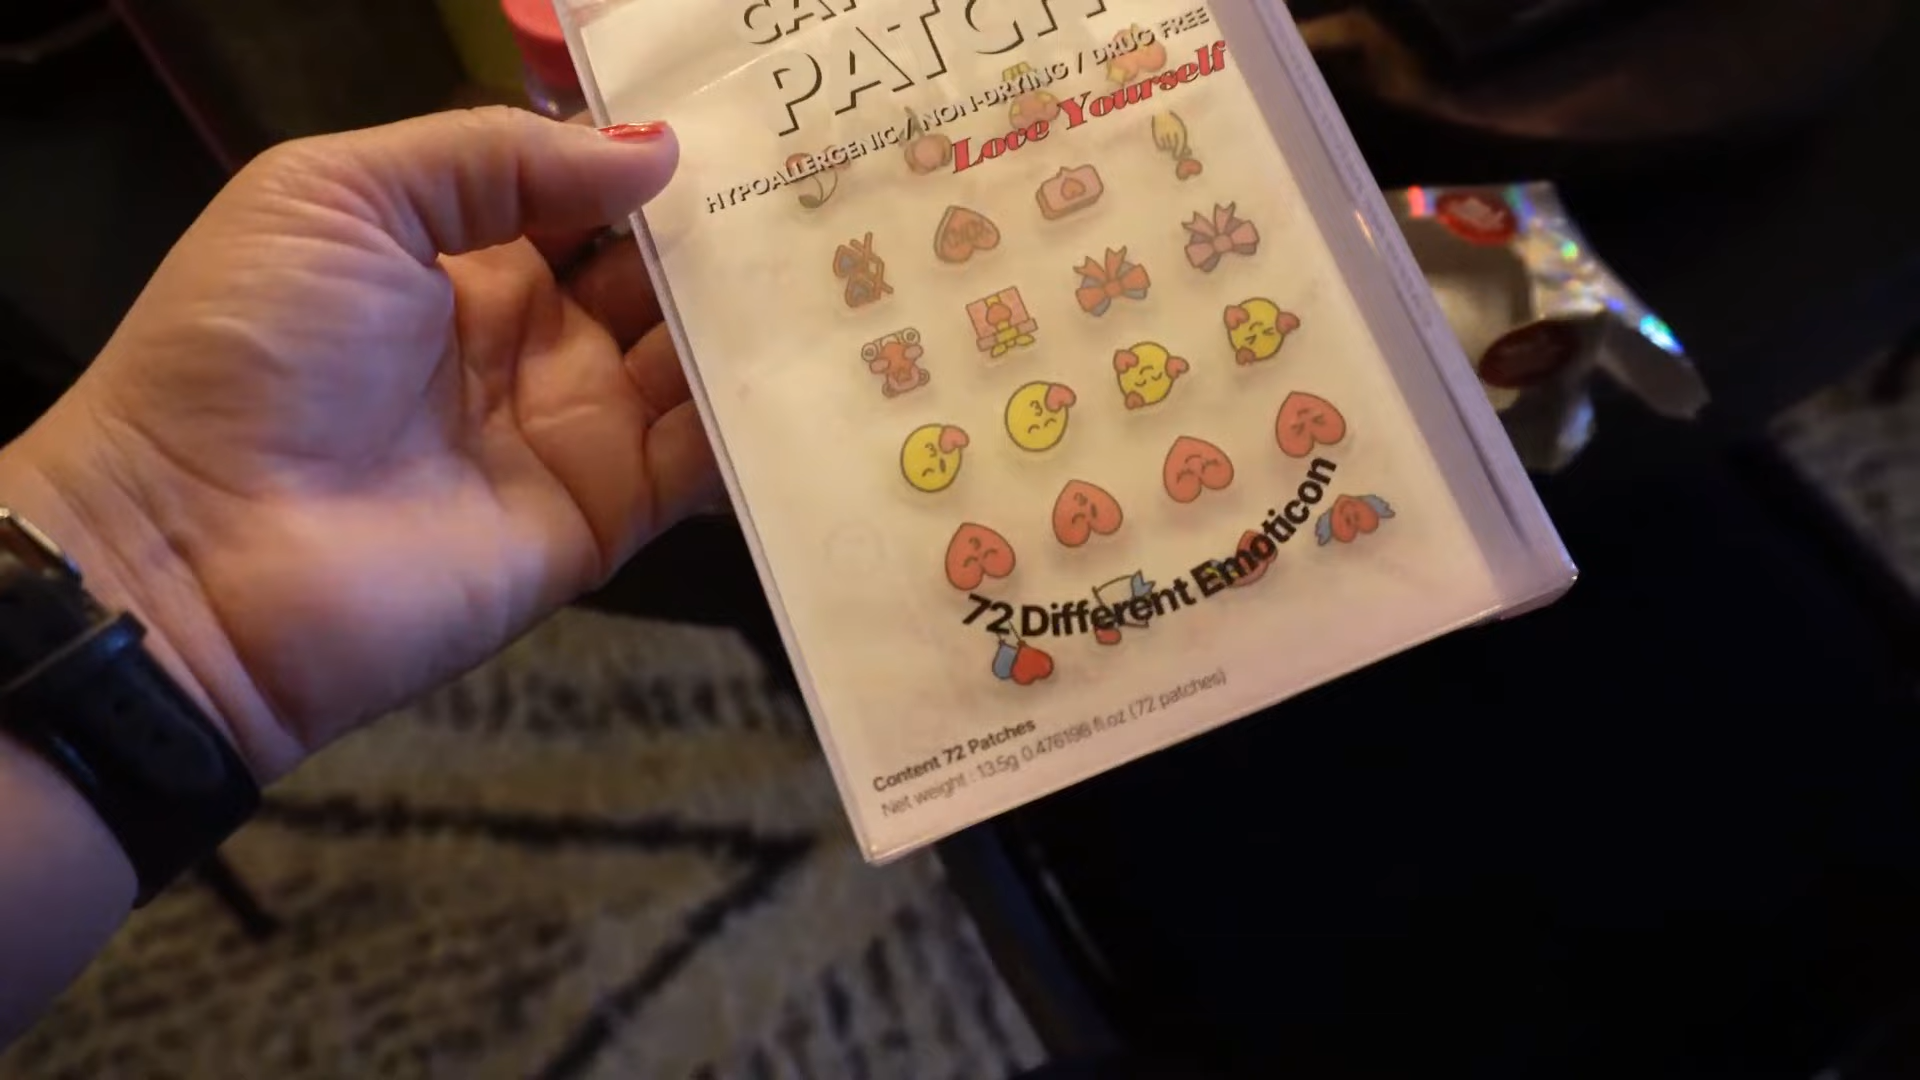 PATCH
HYPOALLERGENIC / NON-DRYING / DRUG FREE
Love Yourself
72 Different Emoticon
Content 72 Patches
Net weight : 13.5g 0.476198 fl.oz (72 patches)